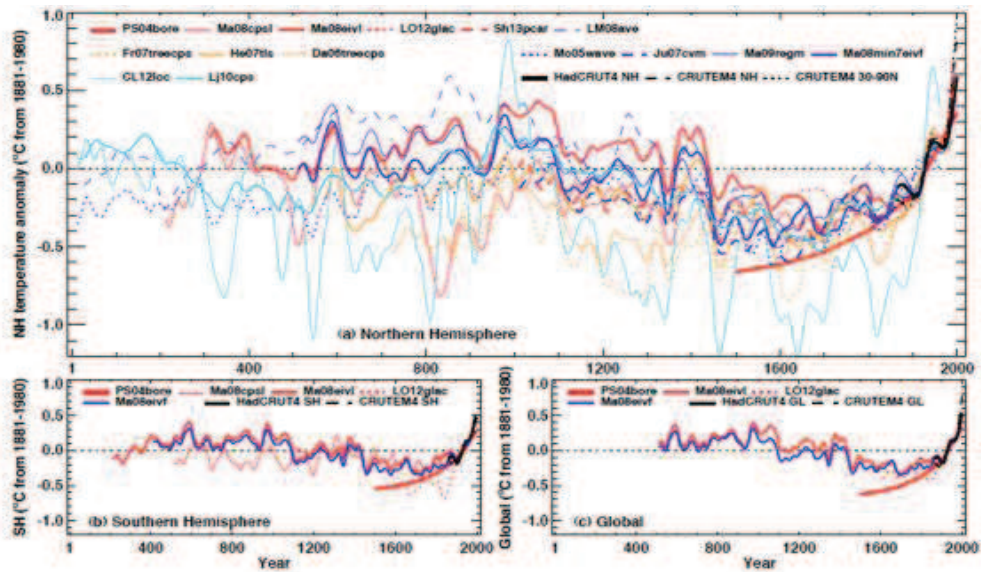 PS04bore Ma08cpsl Ma08eivl LO12glac Sh13pcar LM08ave
Fr07treecps He07tls Da06treecps Mo05wave Ju07cvm Ma09regm Ma08min7eivf
CL12loc Lj10cps HadCRUT4 NH CRUTEM4 NH CRUTEM4 30-90N
NH temperature anomaly (°C from 1881-1980)
0.5
0.0
-0.5
-1.0
(a) Northern Hemisphere
1 400 800 1200 1600 2000
SH (°C from 1881-1980)
1.0
0.5
0.0
-0.5
-1.0
PS04bore Ma08cpsl Ma08eivl LO12glac
Ma08eivf HadCRUT4 SH CRUTEM4 SH
(b) Southern Hemisphere
1 400 800 1200 1600 2000
Year
Global (°C from 1881-1980)
1.0
0.5
0.0
-0.5
-1.0
PS04bore Ma08eivl LO12glac
Ma08eivf HadCRUT4 GL CRUTEM4 GL
(c) Global
1 400 800 1200 1600 2000
Year